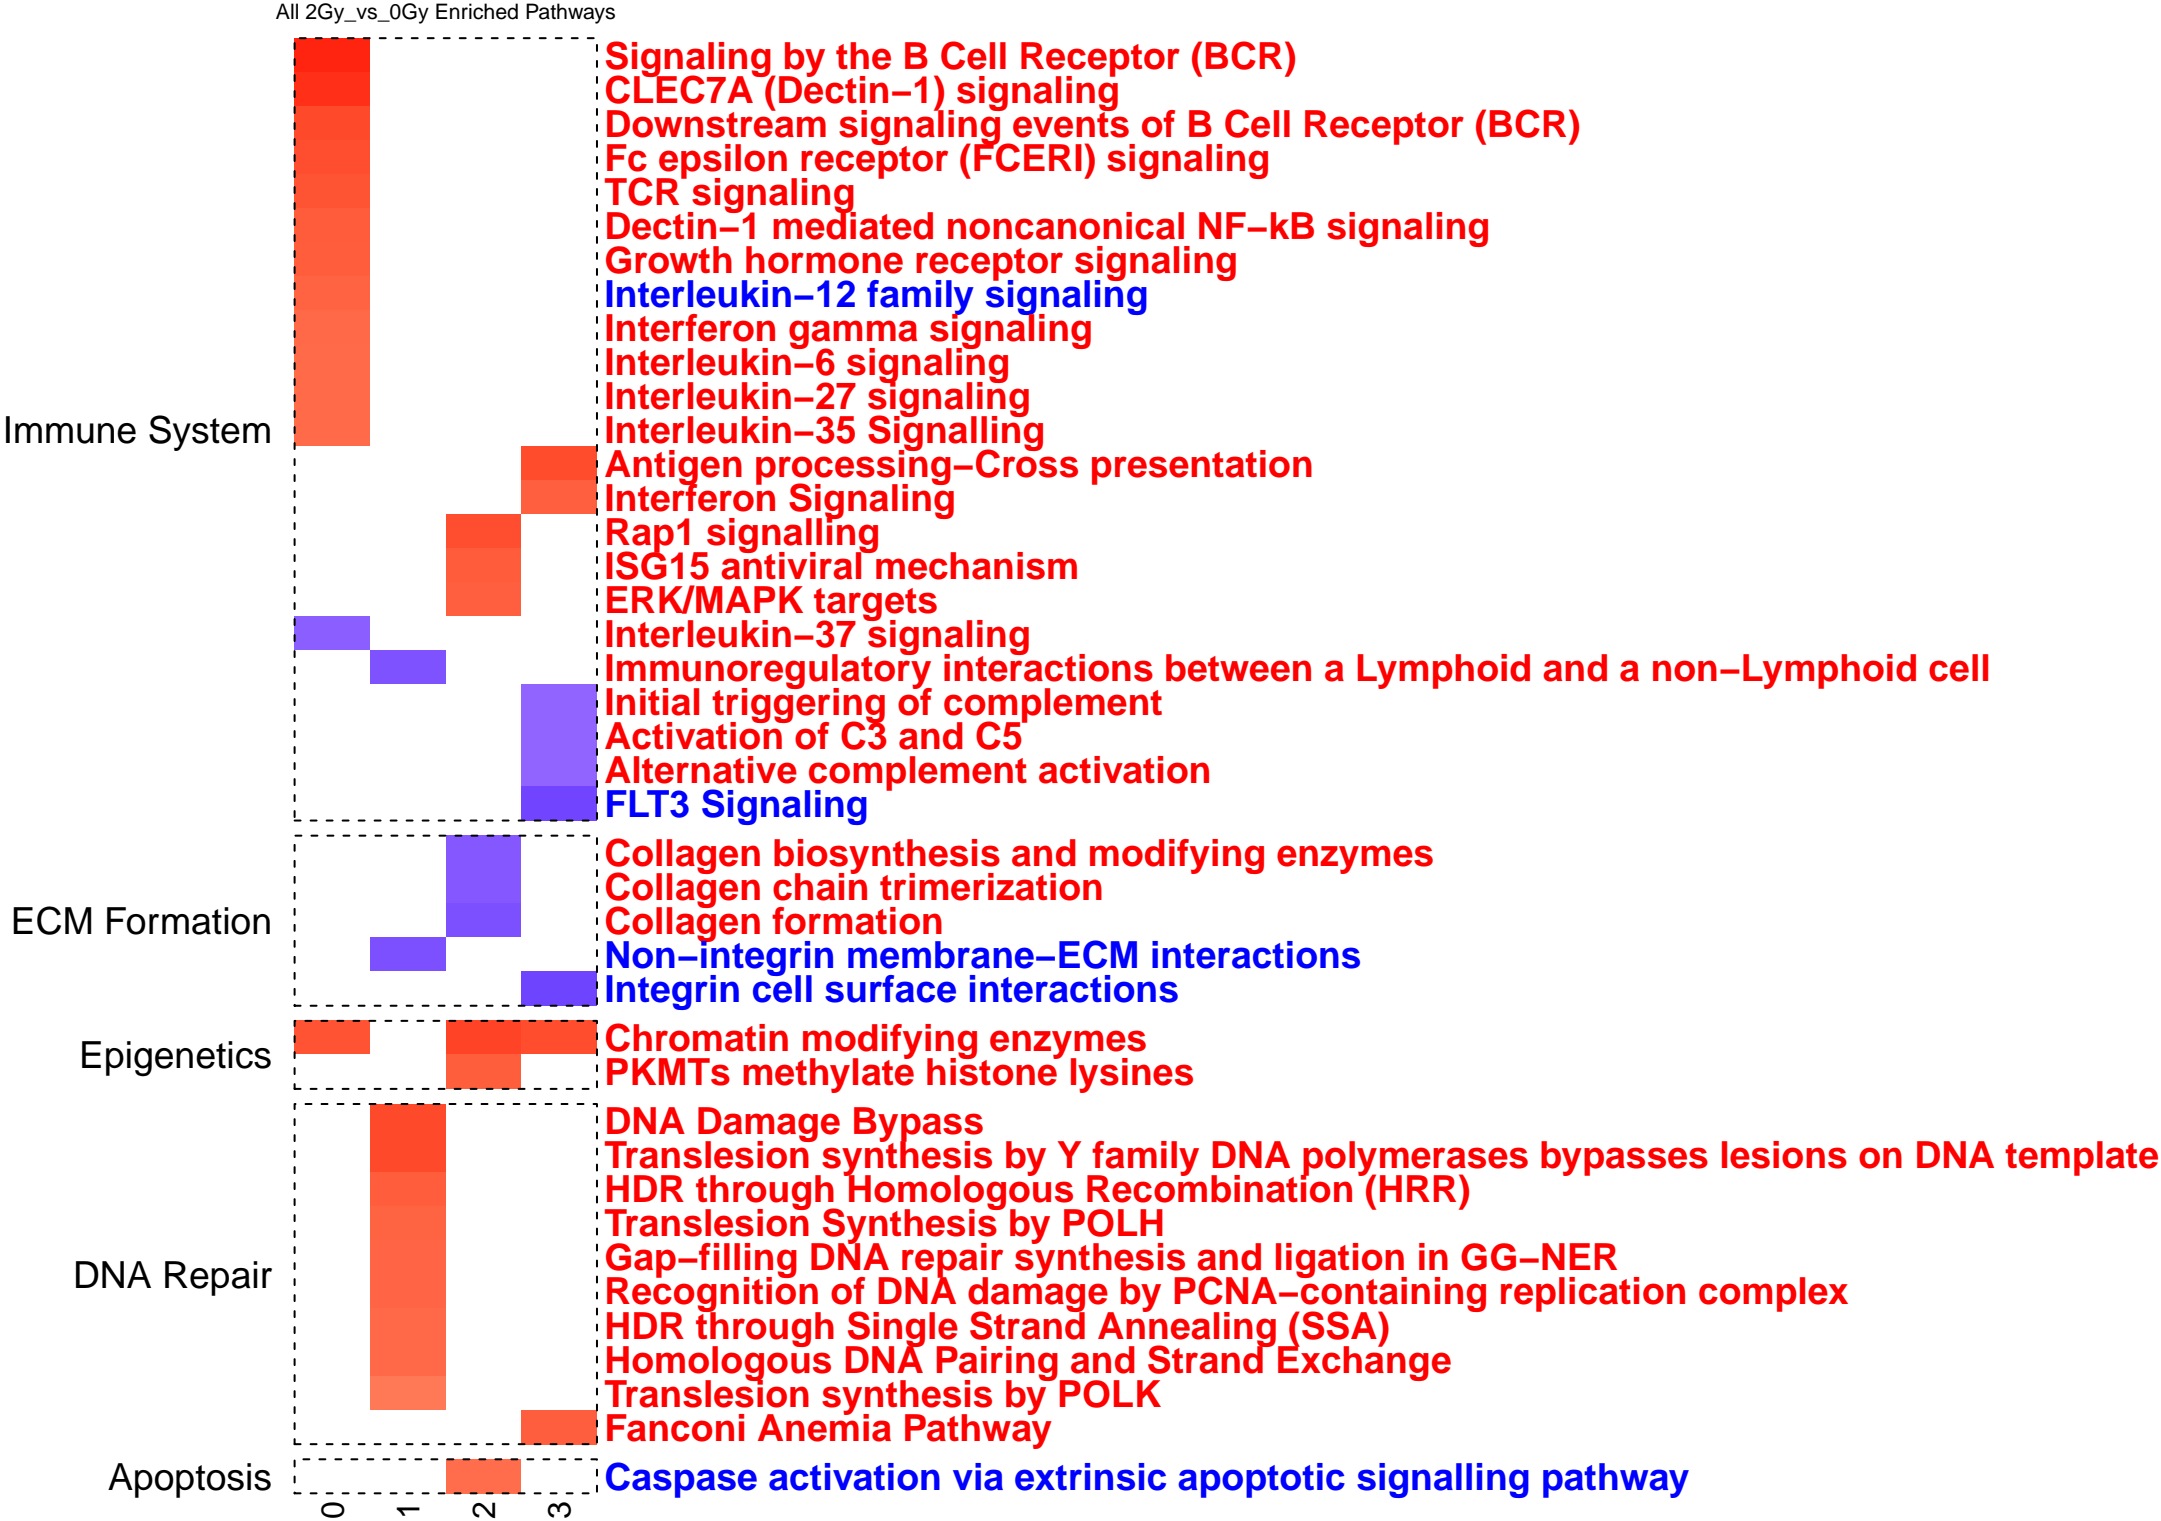 All 2Gy_vs_0Gy Enriched Pathways
Signaling by the B Cell Receptor (BCR)
CLEC7A (Dectin−1) signaling
Downstream signaling events of B Cell Receptor (BCR)
Fc epsilon receptor (FCERI) signaling
TCR signaling
Dectin−1 mediated noncanonical NF−kB signaling
Growth hormone receptor signaling
Interleukin−12 family signaling
Interferon gamma signaling
Interleukin−6 signaling
Interleukin−27 signaling
Immune System
Interleukin−35 Signalling
Antigen processing−Cross presentation
Interferon Signaling
Rap1 signalling
ISG15 antiviral mechanism
ERK/MAPK targets
Interleukin−37 signaling
Immunoregulatory interactions between a Lymphoid and a non−Lymphoid cell
Initial triggering of complement
Activation of C3 and C5
Alternative complement activation
FLT3 Signaling
Collagen biosynthesis and modifying enzymes
Collagen chain trimerization
ECM Formation
Collagen formation
Non−integrin membrane−ECM interactions
Integrin cell surface interactions
Chromatin modifying enzymes
Epigenetics
PKMTs methylate histone lysines
DNA Damage Bypass
Translesion synthesis by Y family DNA polymerases bypasses lesions on DNA template
HDR through Homologous Recombination (HRR)
Translesion Synthesis by POLH
Gap−filling DNA repair synthesis and ligation in GG−NER
DNA Repair
Recognition of DNA damage by PCNA−containing replication complex
HDR through Single Strand Annealing (SSA)
Homologous DNA Pairing and Strand Exchange
Translesion synthesis by POLK
Fanconi Anemia Pathway
Apoptosis
Caspase activation via extrinsic apoptotic signalling pathway
0 1 2 3